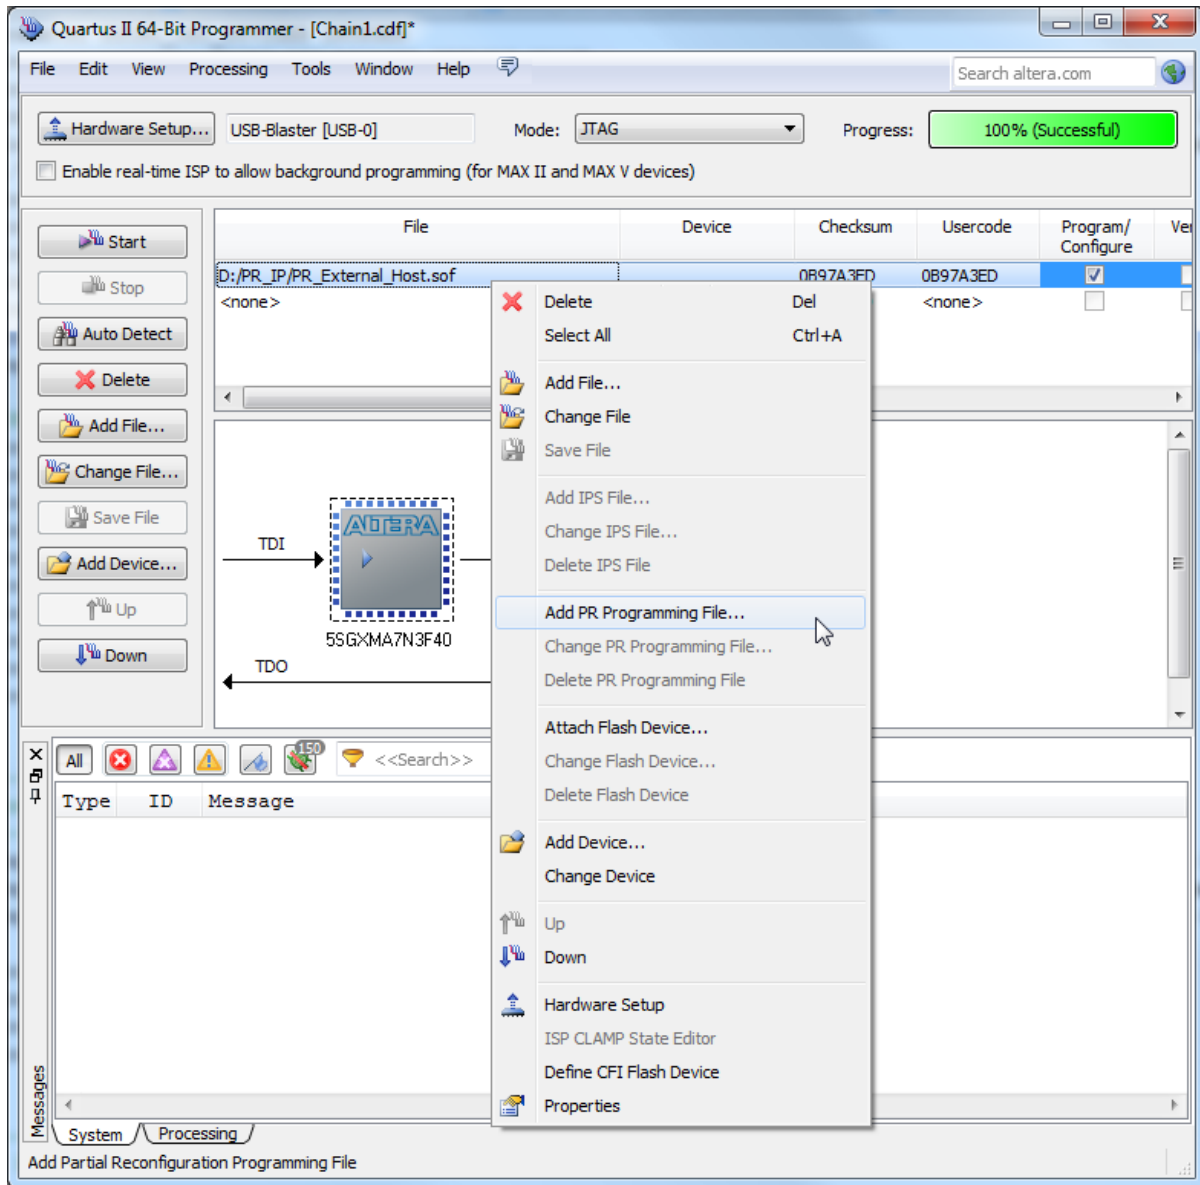 Quartus II 64-Bit Programmer - [Chain1.cdf]*
File Edit View Processing Tools Window Help
Search altera.com
Hardware Setup... USB-Blaster [USB-0] Mode: JTAG Progress: 100% (Successful)
Enable real-time ISP to allow background programming (for MAX II and MAX V devices)
Start
Stop
Auto Detect
Delete
Add File...
Change File...
Save File
Add Device...
Up
Down
File Device Checksum Usercode Program/ Configure Ver
D:/PR_IP/PR_External_Host.sof 0B97A3ED 0B97A3ED
<none> <none>
TDI
ALTERA
5SGXMA7N3F40
TDO
Delete Del
Select All Ctrl+A
Add File...
Change File
Save File
Add IPS File...
Change IPS File...
Delete IPS File
Add PR Programming File...
Change PR Programming File...
Delete PR Programming File
Attach Flash Device...
Change Flash Device...
Delete Flash Device
Add Device...
Change Device
Up
Down
Hardware Setup
ISP CLAMP State Editor
Define CFI Flash Device
Properties
All 150 <<Search>>
Type ID Message
Messages
System Processing
Add Partial Reconfiguration Programming File